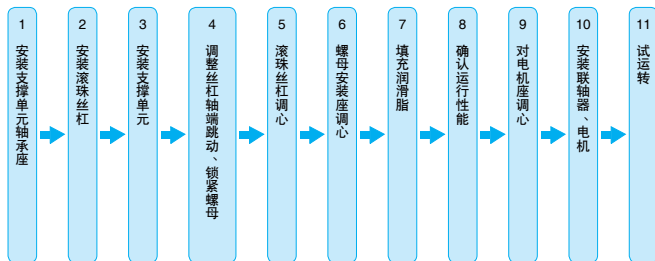 1
安装支撑单元轴承座
2
安装滚珠丝杠
3
安装支撑单元
4
调整丝杠轴端跳动、锁紧螺母
5
滚珠丝杠调心
6
螺母安装座调心
7
填充润滑脂
8
确认运行性能
9
对电机座调心
10
安装联轴器、电机
11
试运转